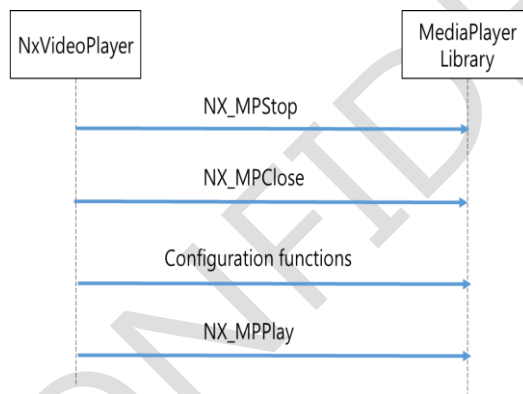 NxVideoPlayer
MediaPlayer
Library
NX_MPStop
NX_MPClose
Configuration functions
NX_MPPlay